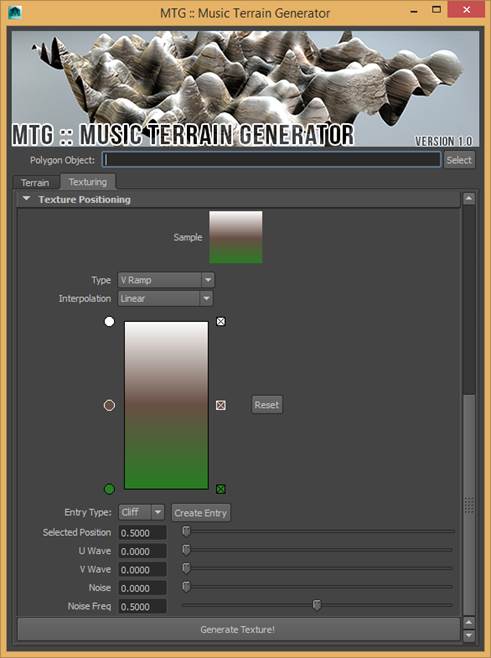 MTG :: Music Terrain Generator
MTG :: MUSIC TERRAIN GENERATOR
VERSION 1.0
Polygon Object:
Select
Terrain
Texturing
Texture Positioning
Sample
Type
V Ramp
Interpolation
Linear
Reset
Entry Type:
Cliff
Create Entry
Selected Position
0.5000
U Wave
0.0000
V Wave
0.0000
Noise
0.0000
Noise Freq
0.5000
Generate Texture!